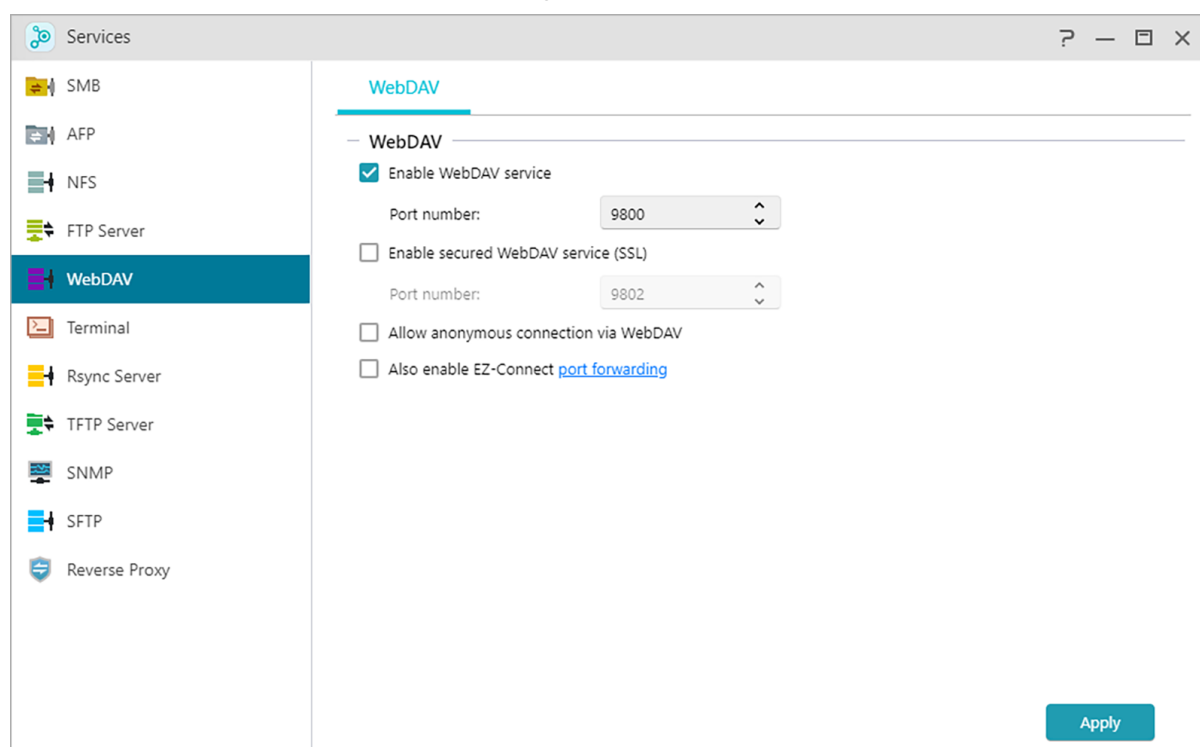 Services
SMB
AFP
NFS
FTP Server
WebDAV
Terminal
Rsync Server
TFTP Server
SNMP
SFTP
Reverse Proxy
WebDAV
WebDAV
Enable WebDAV service
Port number: 9800
Enable secured WebDAV service (SSL)
Port number: 9802
Allow anonymous connection via WebDAV
Also enable EZ-Connect port forwarding
Apply